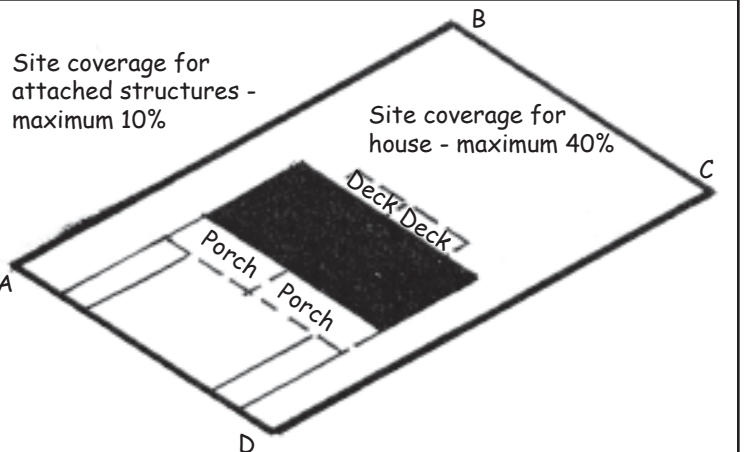 B
Site coverage for
attached structures -
maximum 10%
Site coverage for
house - maximum 40%
C
Deck Deck
Porch
Porch
A
D